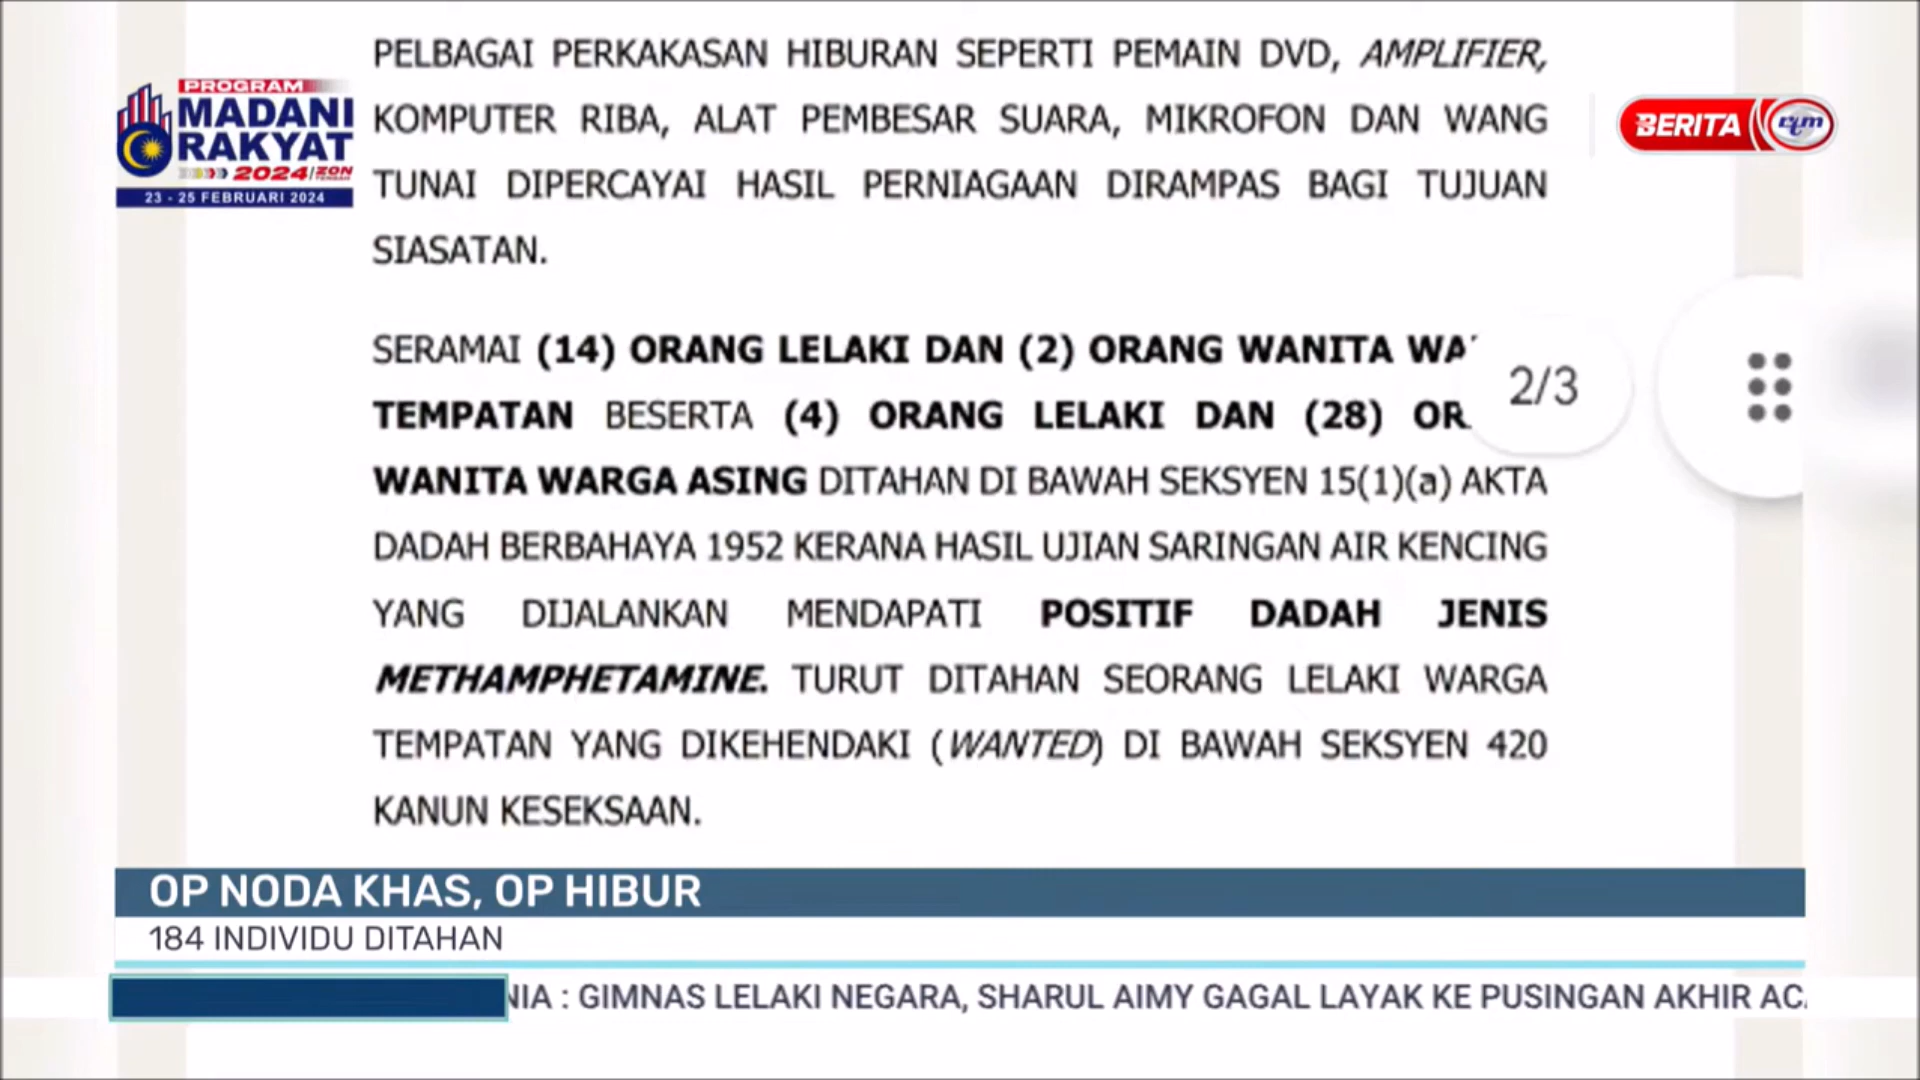 PELBAGAI PERKAKASAN HIBURAN SEPERTI PEMAIN DVD, AMPLIFIER,
KOMPUTER RIBA, ALAT PEMBESAR SUARA, MIKROFON DAN WANG
TUNAI DIPERCAYAI HASIL PERNIAGAAN DIRAMPAS BAGI TUJUAN
SIASATAN.
PROGRAM
MADANI
RAKYAT
2024/ZON
TENGAH
23 - 25 FEBRUARI 2024
BERITA rtm
SERAMAI (14) ORANG LELAKI DAN (2) ORANG WANITA
TEMPATAN BESERTA (4) ORANG LELAKI DAN (28)
WANITA WARGA ASING DITAHAN DI BAWAH SEKSYEN 15(1)(a) AKTA
DADAH BERBAHAYA 1952 KERANA HASIL UJIAN SARINGAN AIR KENCING
YANG DIJALANKAN MENDAPATI POSITIF DADAH JENIS
METHAMPHETAMINE. TURUT DITAHAN SEORANG LELAKI WARGA
TEMPATAN YANG DIKEHENDAKI (WANTED) DI BAWAH SEKSYEN 420
KANUN KESEKSAAN.
2/3
OP NODA KHAS, OP HIBUR
184 INDIVIDU DITAHAN
: GIMNAS LELAKI NEGARA, SHARUL AIMY GAGAL LAYAK KE PUSINGAN AKHIR